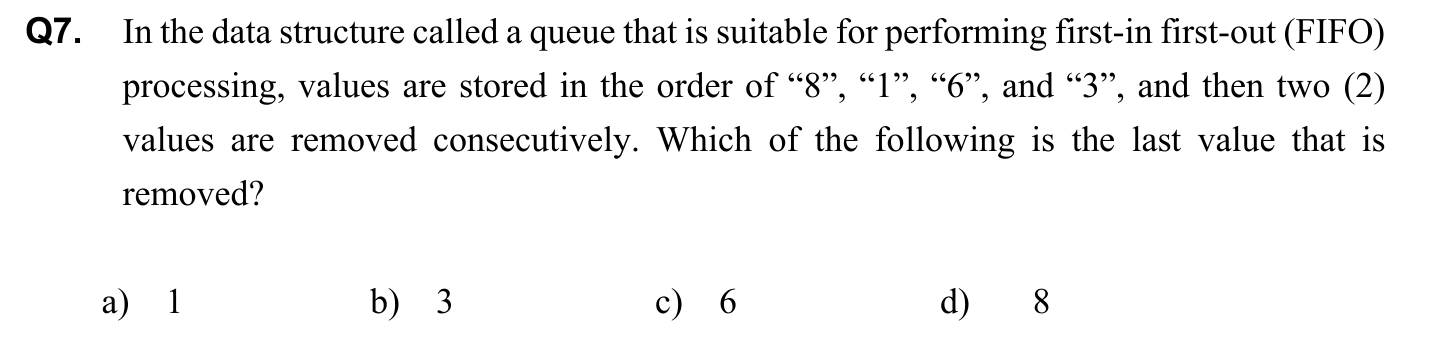 Q7. In the data structure called a queue that is suitable for performing first-in first-out (FIFO)
processing, values are stored in the order of “8”, “1”, “6”, and “3”, and then two (2)
values are removed consecutively. Which of the following is the last value that is
removed?
a) 1 b) 3 c) 6 d) 8